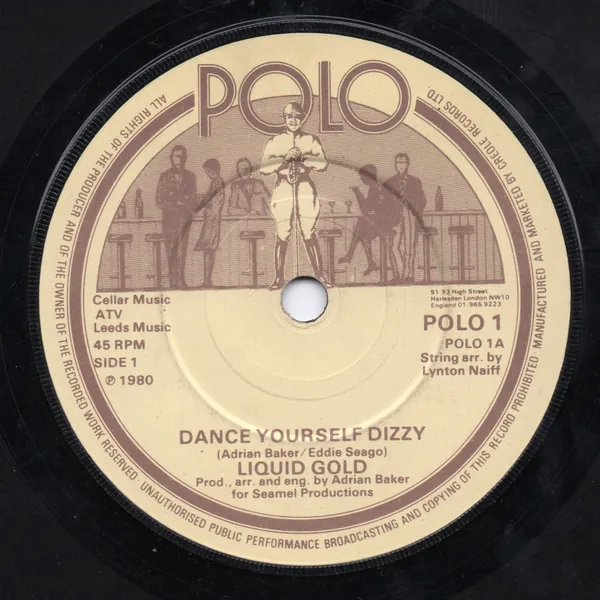 POLO
ALL RIGHTS OF THE PRODUCER AND OF THE OWNER OF THE RECORDED WORK RESERVED · UNAUTHORISED PUBLIC PERFORMANCE BROADCASTING AND COPYING OF THIS RECORD PROHIBITED · MANUFACTURED AND MARKETED BY CREOLE RECORDS LTD.
Cellar Music
ATV
Leeds Music
45 RPM
SIDE 1
℗ 1980
91-93 High Street
Harlesden London NW10
England 01 965 9223
POLO 1
POLO 1A
String arr. by
Lynton Naiff
DANCE YOURSELF DIZZY
(Adrian Baker/Eddie Seago)
LIQUID GOLD
Prod., arr. and eng. by Adrian Baker
for Seamel Productions